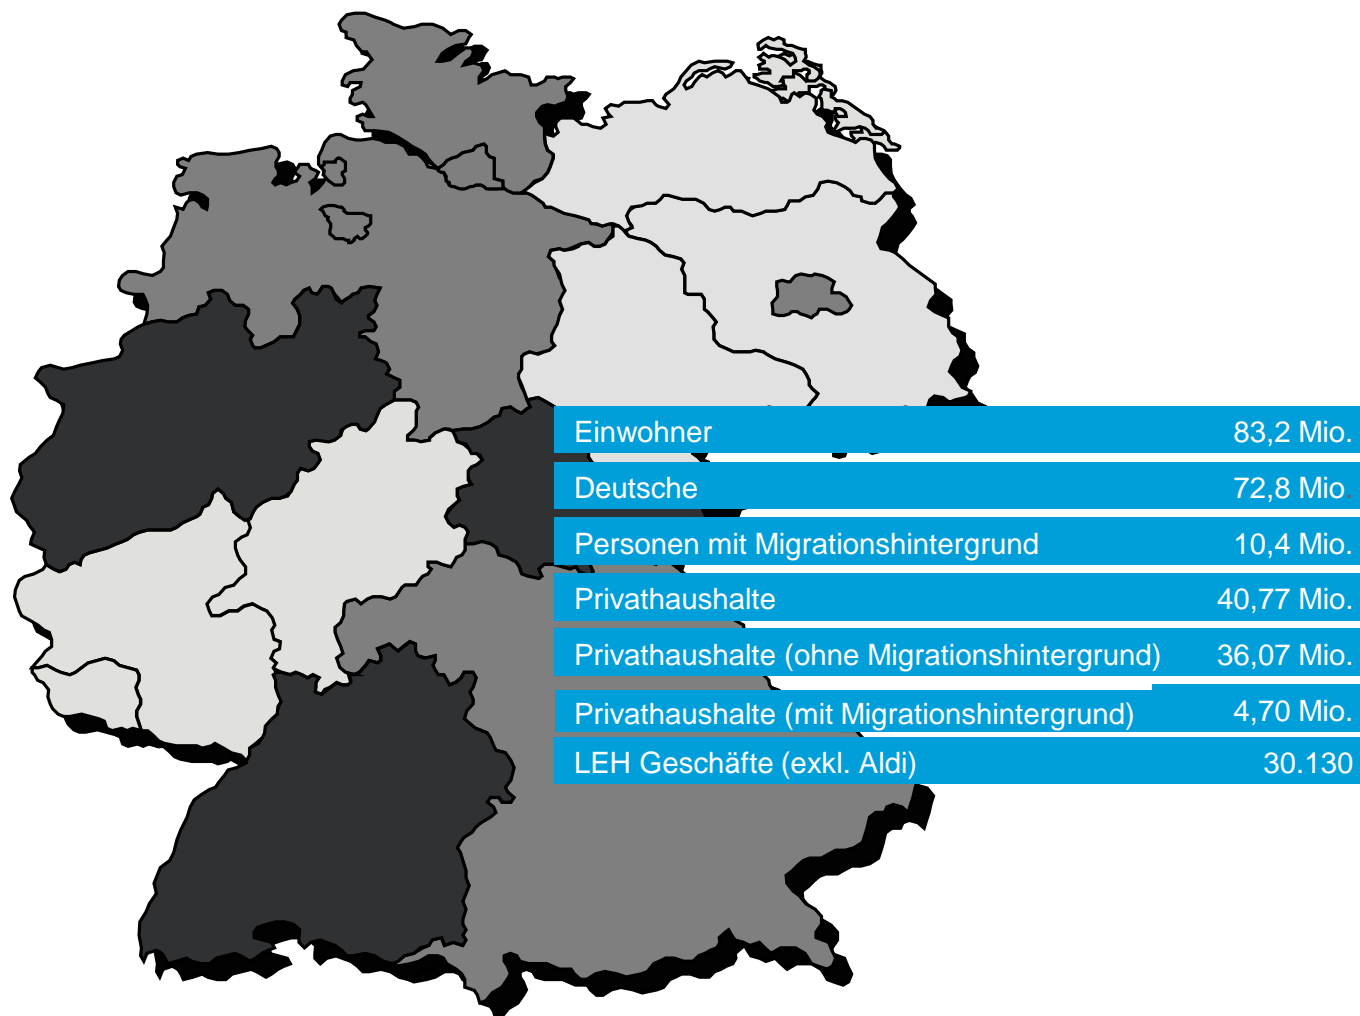 Einwohner 83,2 Mio.
Deutsche 72,8 Mio.
Personen mit Migrationshintergrund 10,4 Mio.
Privathaushalte 40,77 Mio.
Privathaushalte (ohne Migrationshintergrund) 36,07 Mio.
Privathaushalte (mit Migrationshintergrund) 4,70 Mio.
LEH Geschäfte (exkl. Aldi) 30.130